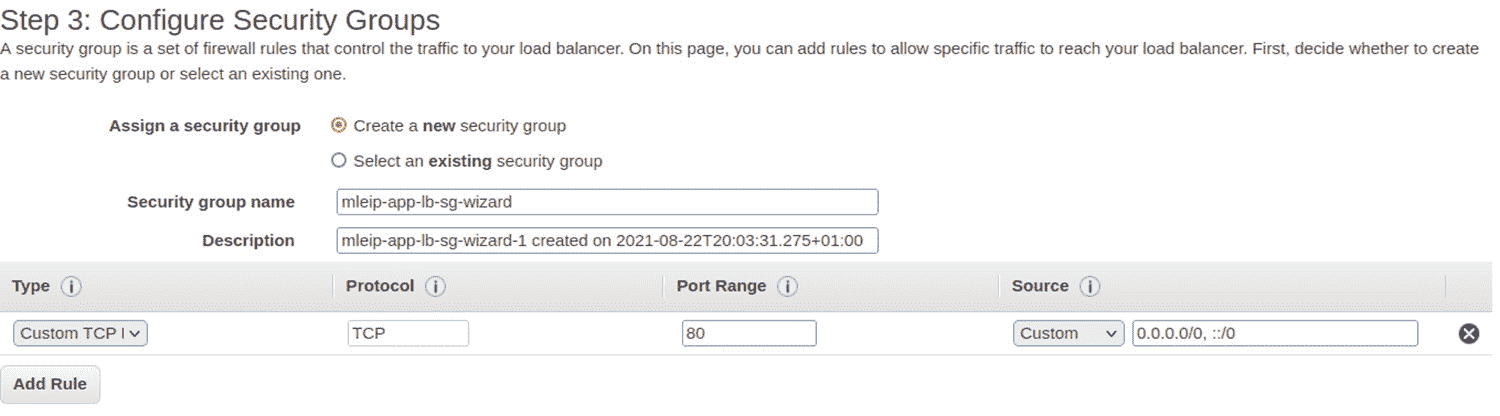 Step 3: Configure Security Groups
A security group is a set of firewall rules that control the traffic to your load balancer. On this page, you can add rules to allow specific traffic to reach your load balancer. First, decide whether to create
a new security group or select an existing one.
Assign a security group Create a new security group
Select an existing security group
Security group name mleip-app-lb-sg-wizard
Description mleip-app-lb-sg-wizard-1 created on 2021-08-22T20:03:31.275+01:00
Type i Protocol i Port Range i Source i
Custom TCP TCP 80 Custom 0.0.0.0/0, ::/0
Add Rule